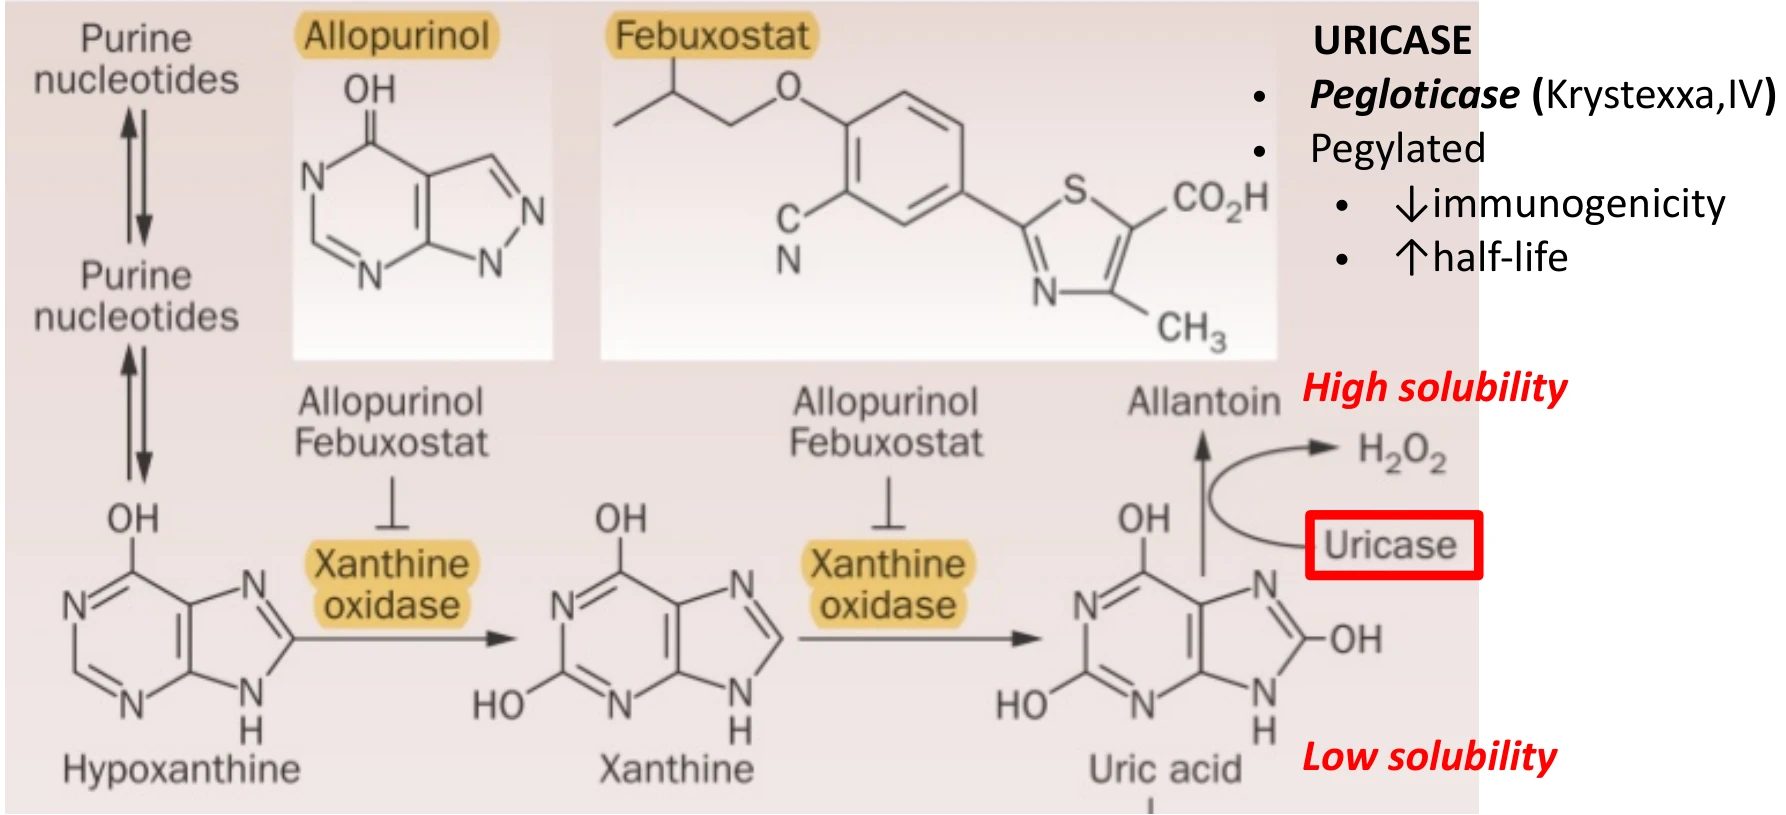 Purine
nucleotides
Purine
nucleotides
Allopurinol
OH
N
N
N
N
Febuxostat
O
C
N
S
N
CO₂H
CH₃
URICASE
• Pegloticase (Krystexxa,IV)
• Pegylated
• ↓immunogenicity
• ↑half-life
Allopurinol
Febuxostat
Allopurinol
Febuxostat
Allantoin
High solubility
H₂O₂
Uricase
Xanthine
oxidase
Xanthine
oxidase
OH
N
N
N
N
H
Hypoxanthine
OH
N
N
HO
N
N
H
Xanthine
OH
N
N
OH
HO
N
N
H
Uric acid
Low solubility